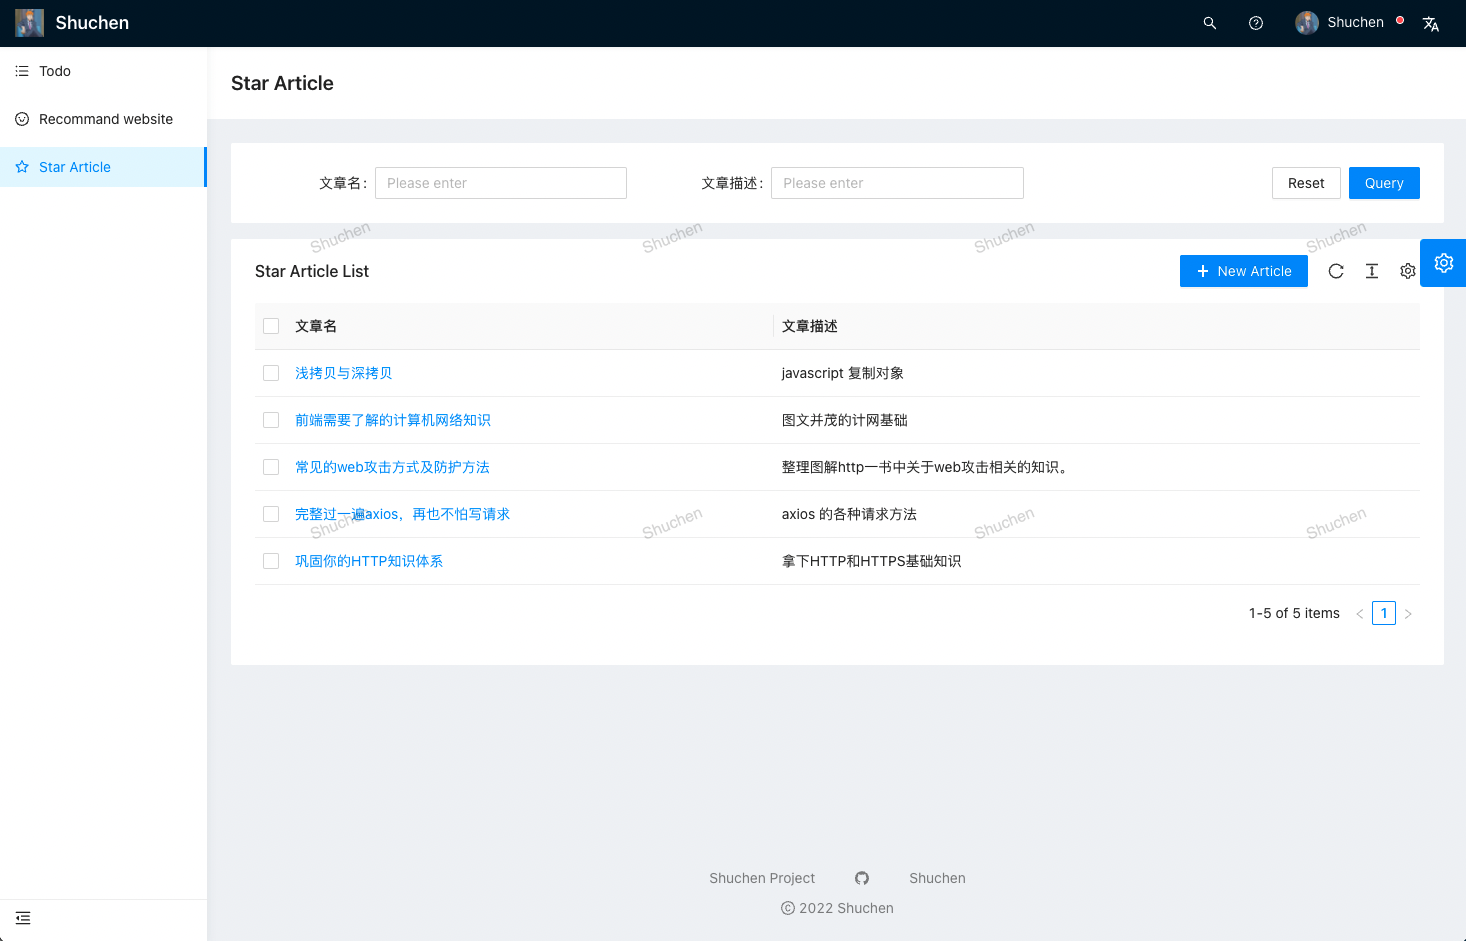 Shuchen
Shuchen
Todo
Recommand website
Star Article
Star Article
文章名: Please enter 文章描述: Please enter Reset Query
Shuchen Shuchen Shuchen Shuchen
Star Article List New Article
文章名 文章描述
浅拷贝与深拷贝 javascript 复制对象
前端需要了解的计算机网络知识 图文并茂的计网基础
常见的web攻击方式及防护方法 整理图解http一书中关于web攻击相关的知识。
完整过一遍axios，再也不怕写请求 axios 的各种请求方法
Shuchen Shuchen Shuchen Shuchen
巩固你的HTTP知识体系 拿下HTTP和HTTPS基础知识
1-5 of 5 items < 1 >
Shuchen Project Shuchen
© 2022 Shuchen